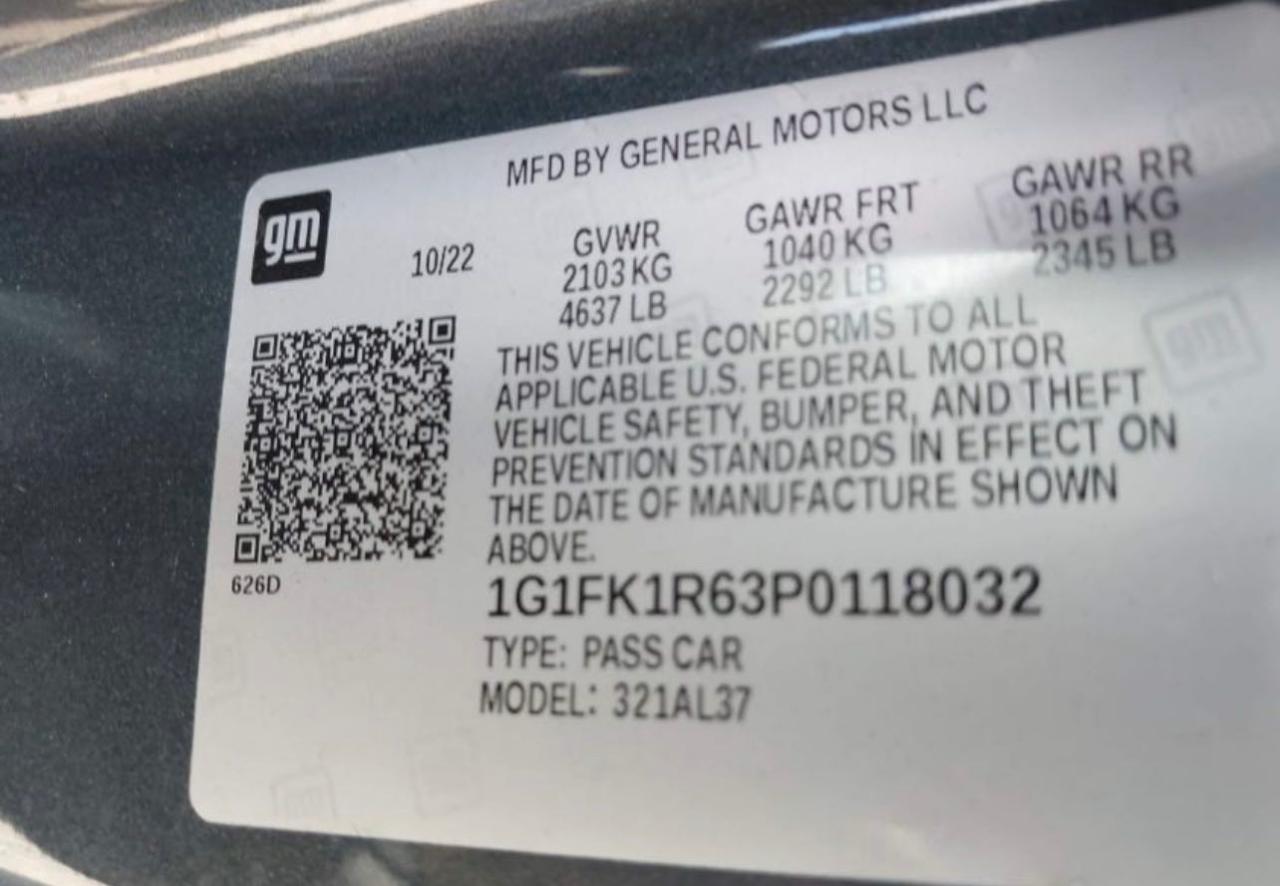 MFD BY GENERAL MOTORS LLC
gm
10/22
GVWR
2103 KG
4637 LB
GAWR FRT
1040 KG
2292 LB
GAWR RR
1064 KG
2345 LB
THIS VEHICLE CONFORMS TO ALL
APPLICABLE U.S. FEDERAL MOTOR
VEHICLE SAFETY, BUMPER, AND THEFT
PREVENTION STANDARDS IN EFFECT ON
THE DATE OF MANUFACTURE SHOWN
ABOVE.
626D
1G1FK1R63P0118032
TYPE: PASS CAR
MODEL: 321AL37
gm